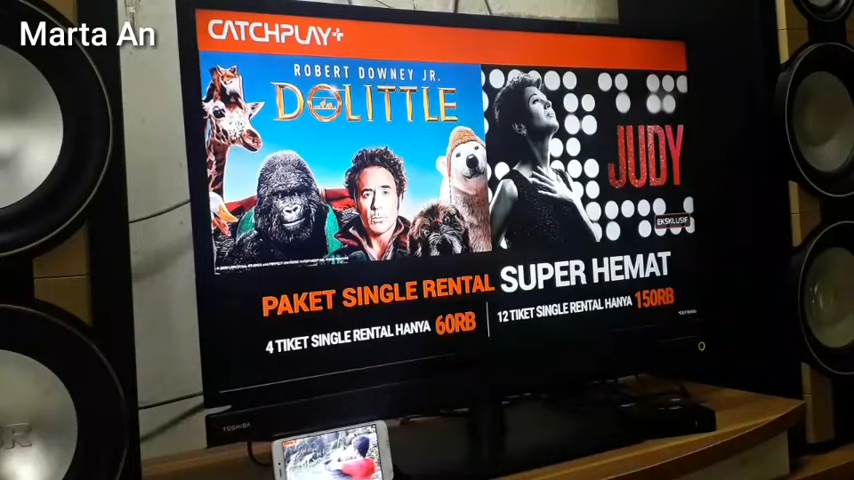 Marta An
CATCHPLAY+
ROBERT DOWNEY JR.
DOLITTLE
JUDY
EKSKLUSIF
PAKET SINGLE RENTAL SUPER HEMAT
4 TIKET SINGLE RENTAL HANYA 60RB
12 TIKET SINGLE RENTAL HANYA 150RB
TOSHIBA